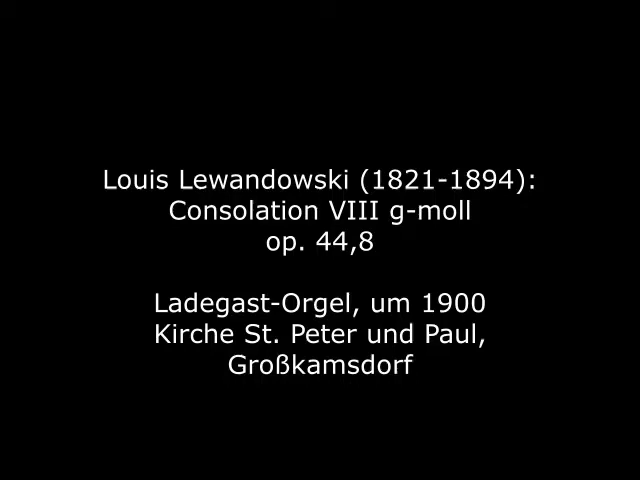 Louis Lewandowski (1821-1894):
Consolation VIII g-moll
op. 44,8
Ladegast-Orgel, um 1900
Kirche St. Peter und Paul,
Großkamsdorf